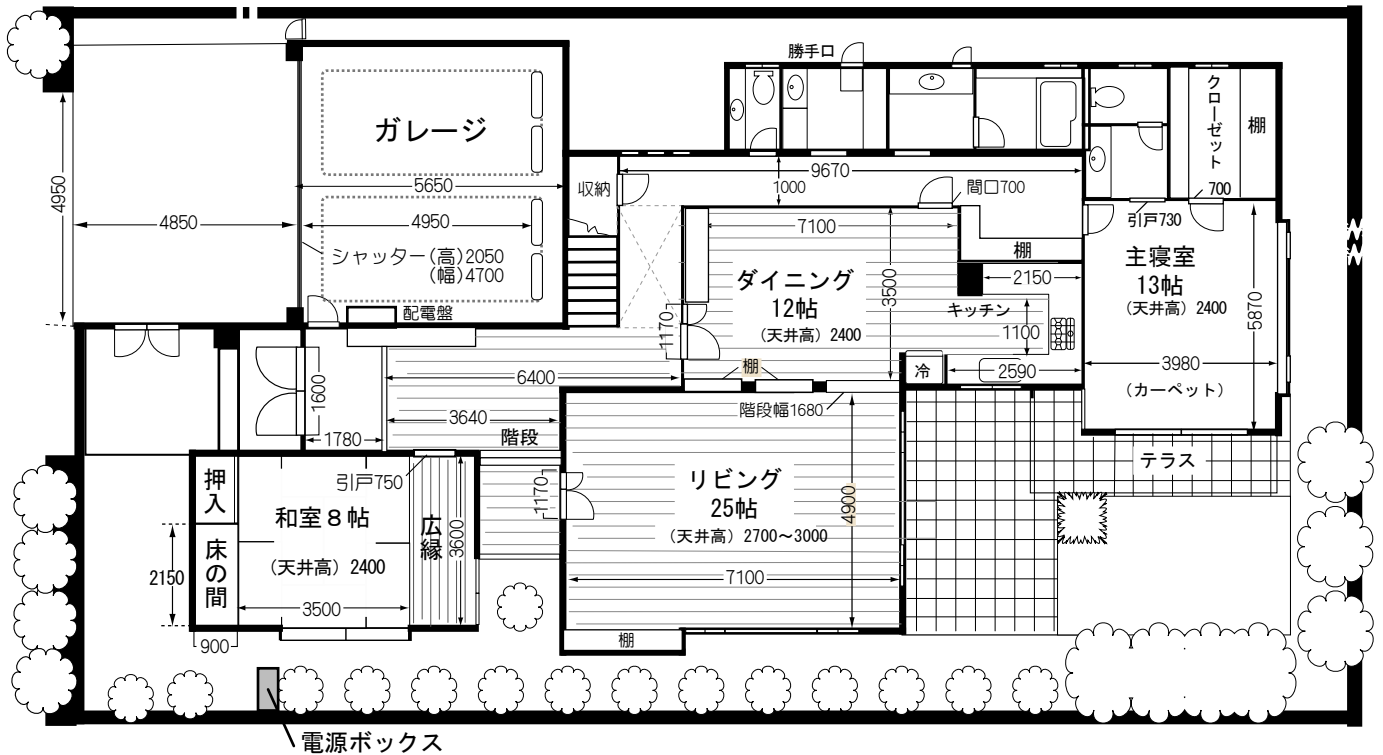 勝手口
ガレージ
クローゼット
棚
9670
5650
収納
1000
間口700
700
4950
4850
4950
引戸730
7100
シャッター(高)2050
(幅)4700
棚
主寝室
13帖
(天井高) 2400
2150
ダイニング
12帖
(天井高) 2400
3500
キッチン
配電盤
1170
1100
5870
棚
冷
2590
3980
(カーペット)
6400
1600
階段幅1680
3640
1780
階段
テラス
引戸750
リビング
25帖
(天井高) 2700～3000
4900
1170
押入
和室８帖
広縁
3600
床の間
(天井高) 2400
2150
7100
3500
900
棚
電源ボックス